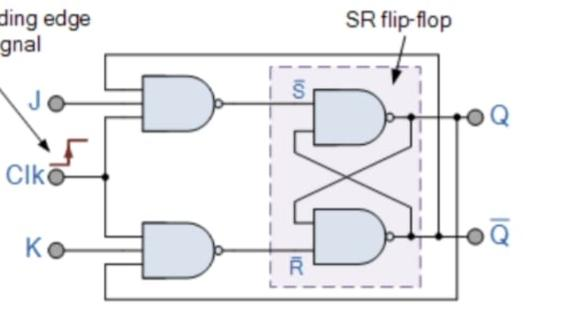 ding edge
gnal
SR flip-flop
J
S̅
Q
Clk
K
R̅
Q̅